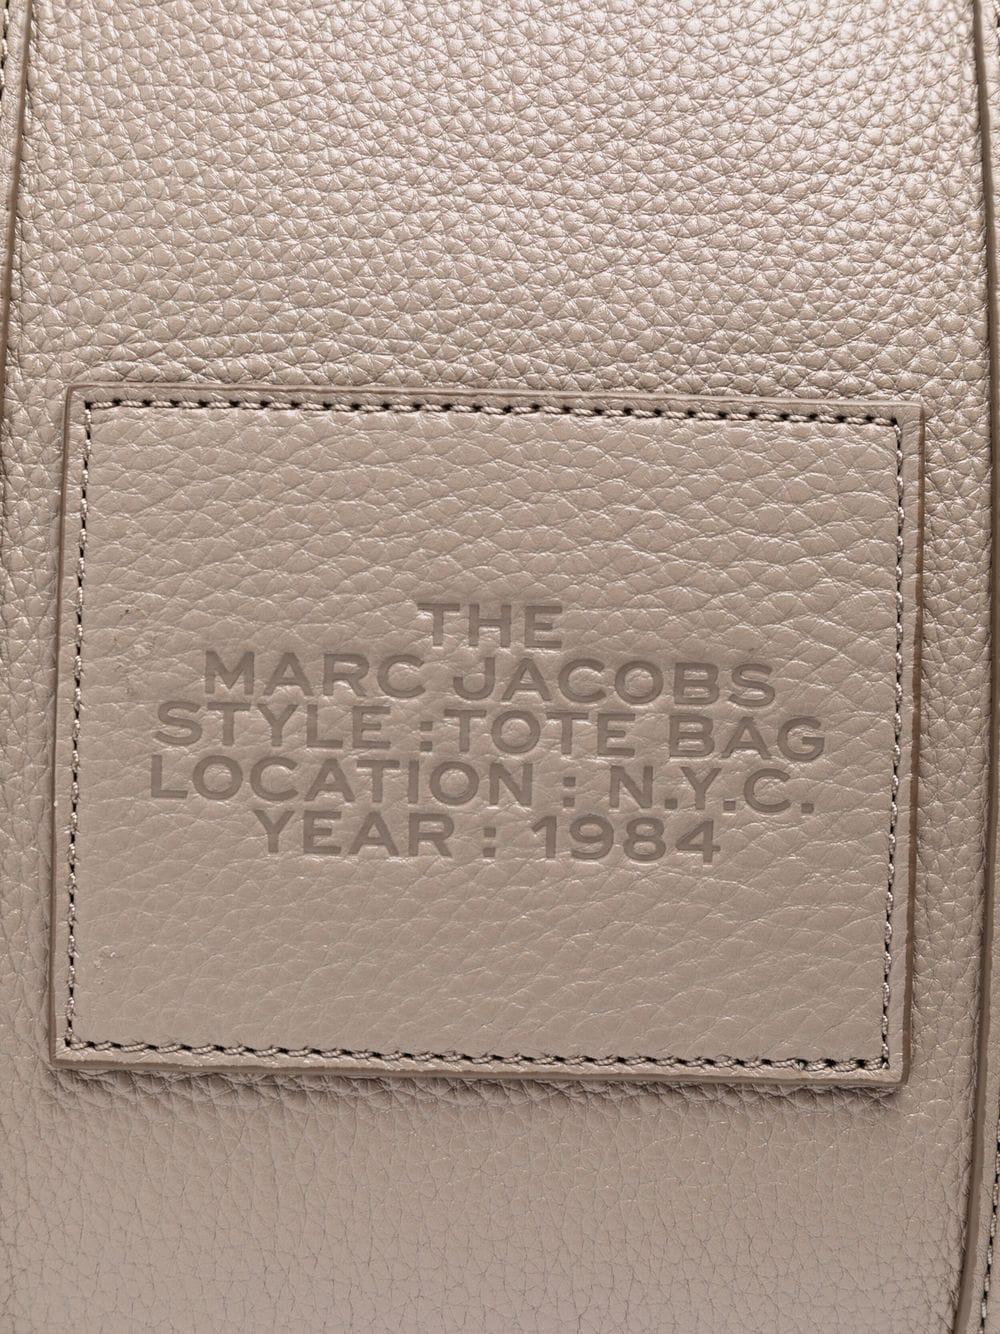 THE
MARC JACOBS
STYLE :TOTE BAG
LOCATION : N.Y.C.
YEAR : 1984